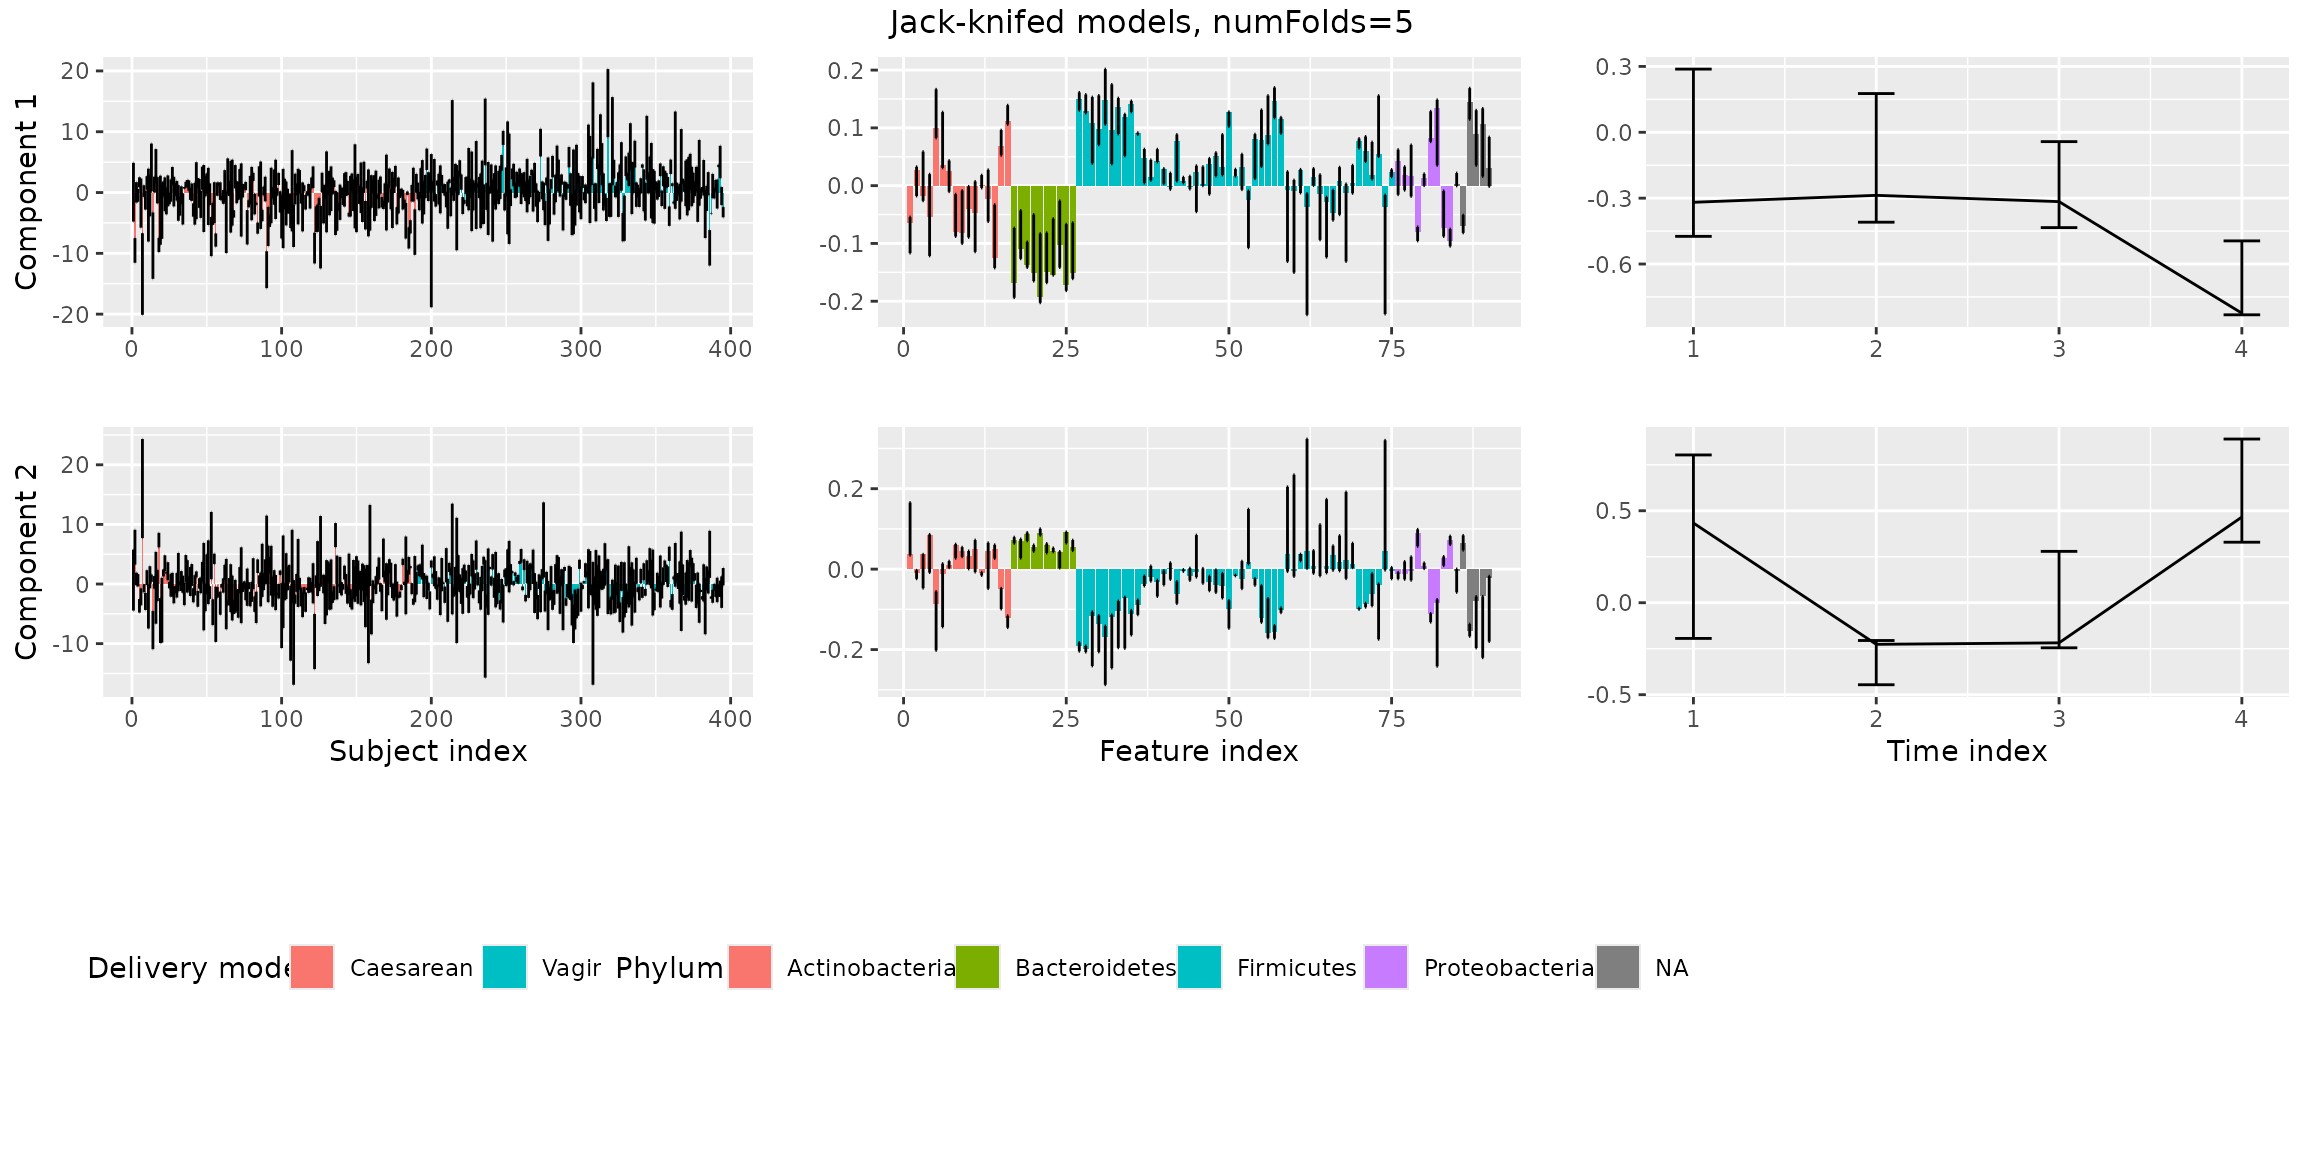 Jack-knifed models, numFolds=5
Component 1
20
10
0
-10
-20
0 100 200 300 400
0.2
0.1
0.0
-0.1
-0.2
0 25 50 75
0.3
0.0
-0.3
-0.6
1 2 3 4
Component 2
20
10
0
-10
0 100 200 300 400
Subject index
0.2
0.0
-0.2
0 25 50 75
Feature index
0.5
0.0
-0.5
1 2 3 4
Time index
Delivery mode Caesarean Vagir Phylum Actinobacteria Bacteroidetes Firmicutes Proteobacteria NA